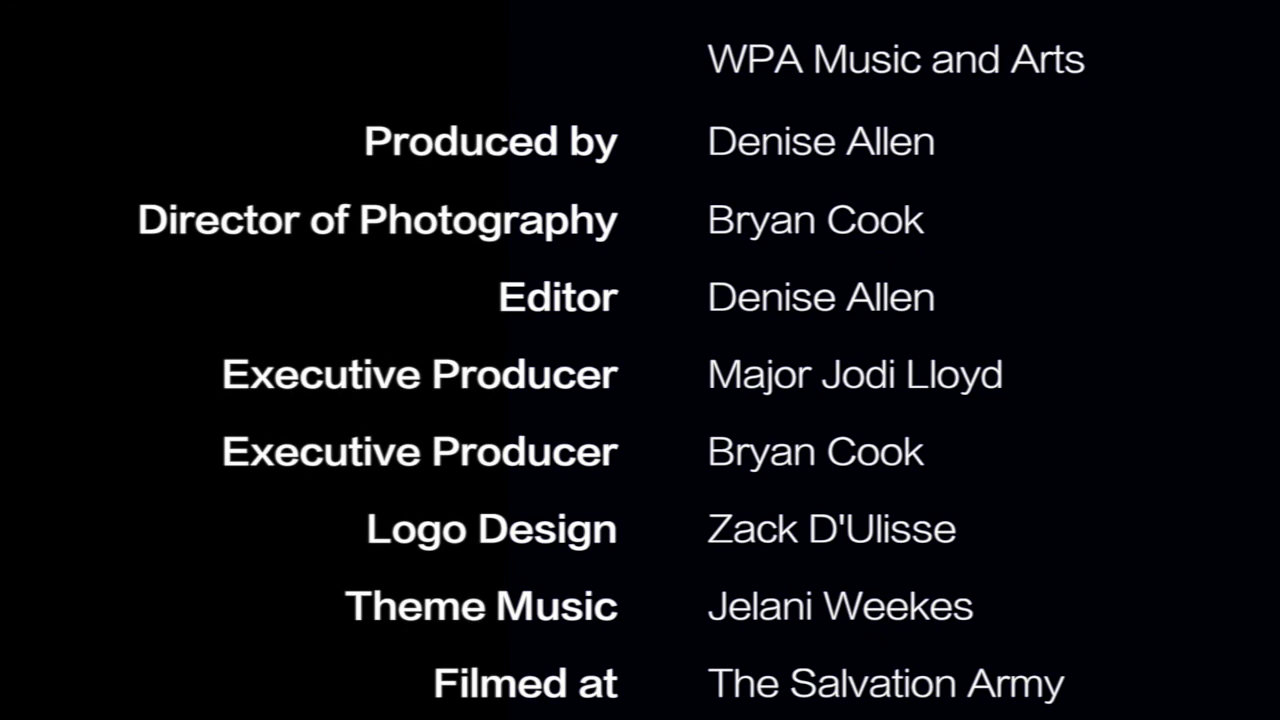 WPA Music and Arts
Produced by Denise Allen
Director of Photography Bryan Cook
Editor Denise Allen
Executive Producer Major Jodi Lloyd
Executive Producer Bryan Cook
Logo Design Zack D'Ulisse
Theme Music Jelani Weekes
Filmed at The Salvation Army